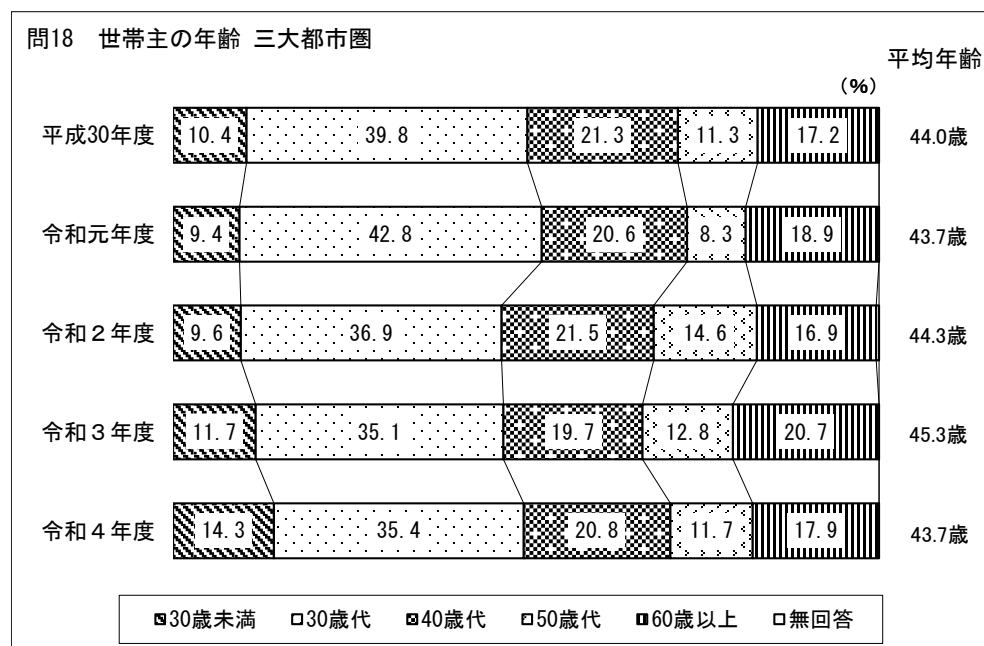 問18　世帯主の年齢 三大都市圏
平均年齢
（%）
平成30年度 10.4 39.8 21.3 11.3 17.2 44.0歳
令和元年度 9.4 42.8 20.6 8.3 18.9 43.7歳
令和２年度 9.6 36.9 21.5 14.6 16.9 44.3歳
令和３年度 11.7 35.1 19.7 12.8 20.7 45.3歳
令和４年度 14.3 35.4 20.8 11.7 17.9 43.7歳
30歳未満 30歳代 40歳代 50歳代 60歳以上 無回答